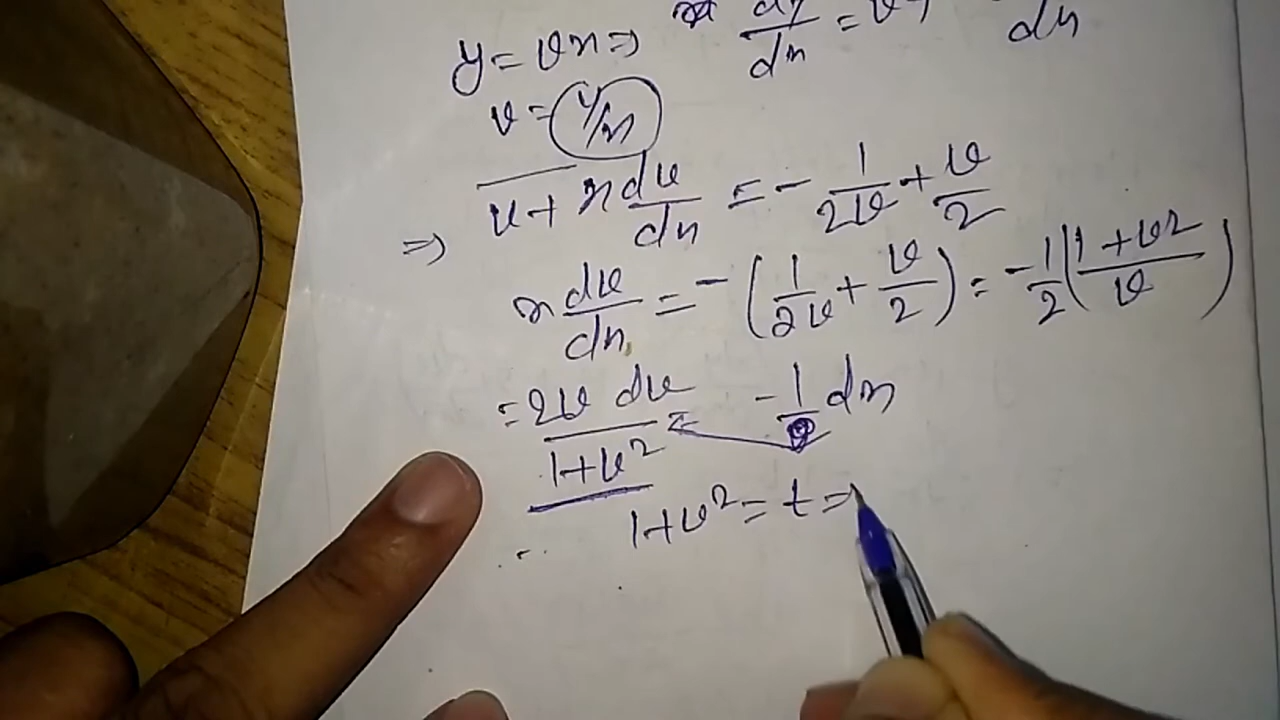 y = vx ⇒ dy/dx = v +
dx
v = y/x
⇒ v + x dv/dx = - 1/2v + v/2
x dv/dx = - (1/2v + v/2) = - 1/2 (1 + v²/v)
= 2v dv/1+v² = - 1/x dx
1+v² = t =